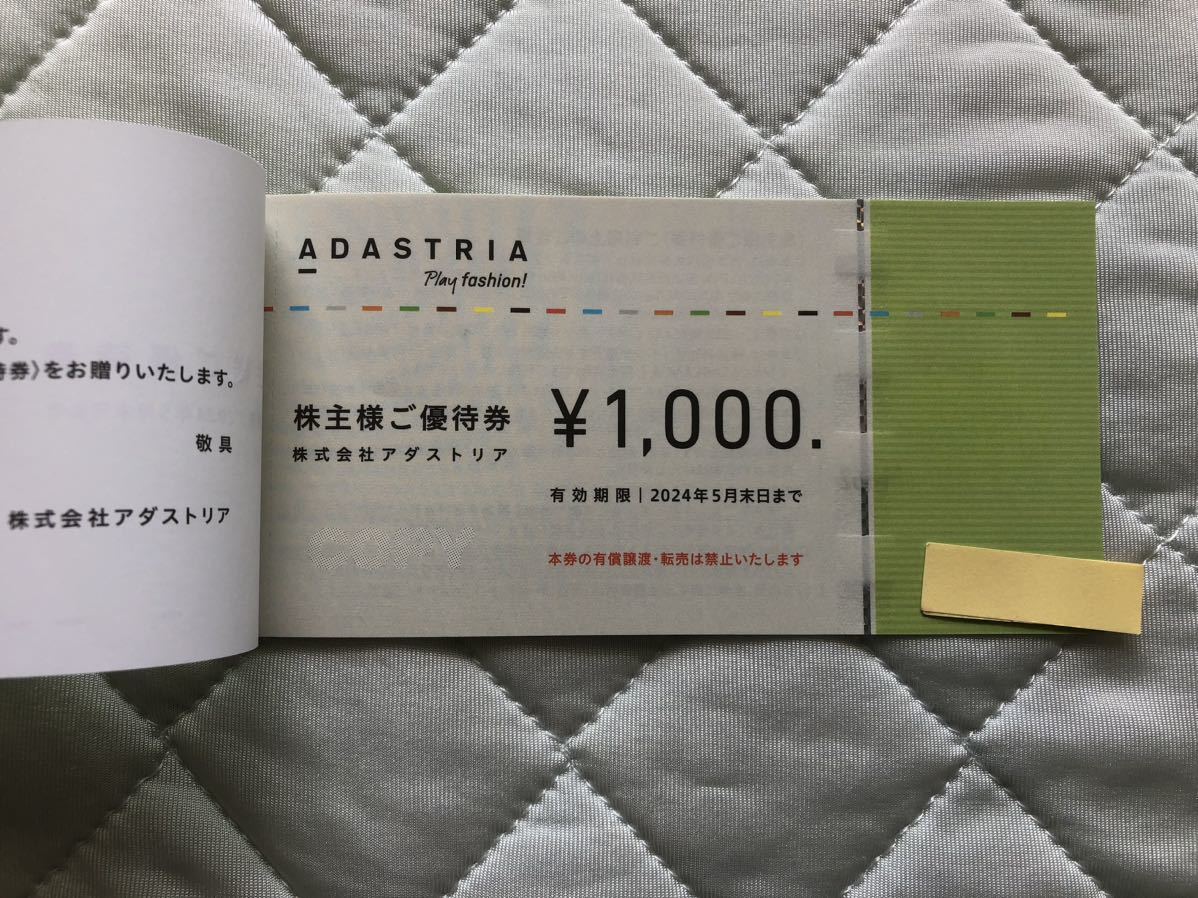 す。
待券〉をお贈りいたします。
敬具
株式会社アダストリア
ADASTRIA
Play fashion!
株主様ご優待券
株式会社アダストリア
¥1,000.
有効期限|2024年5月末日まで
COPY
本券の有償譲渡・転売は禁止いたします